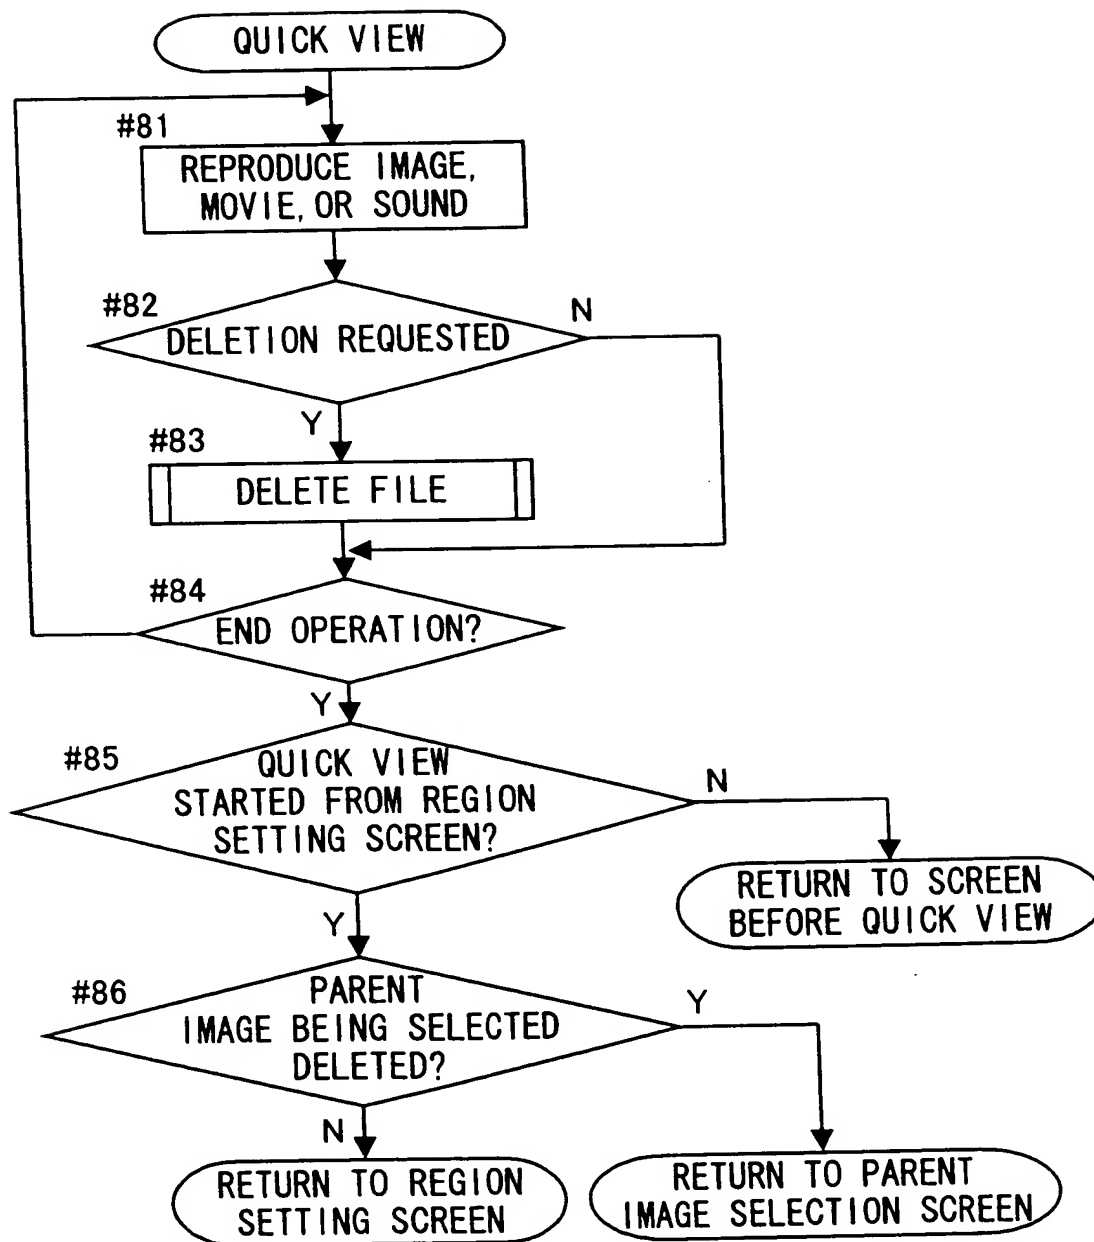 QUICK VIEW
#81
REPRODUCE IMAGE,
MOVIE, OR SOUND
#82
N
DELETION REQUESTED
Y
#83
DELETE FILE
#84
END OPERATION?
Y
#85
QUICK VIEW
STARTED FROM REGION
SETTING SCREEN?
N
RETURN TO SCREEN
BEFORE QUICK VIEW
Y
#86
PARENT
IMAGE BEING SELECTED
DELETED?
Y
N
RETURN TO REGION
SETTING SCREEN
RETURN TO PARENT
IMAGE SELECTION SCREEN